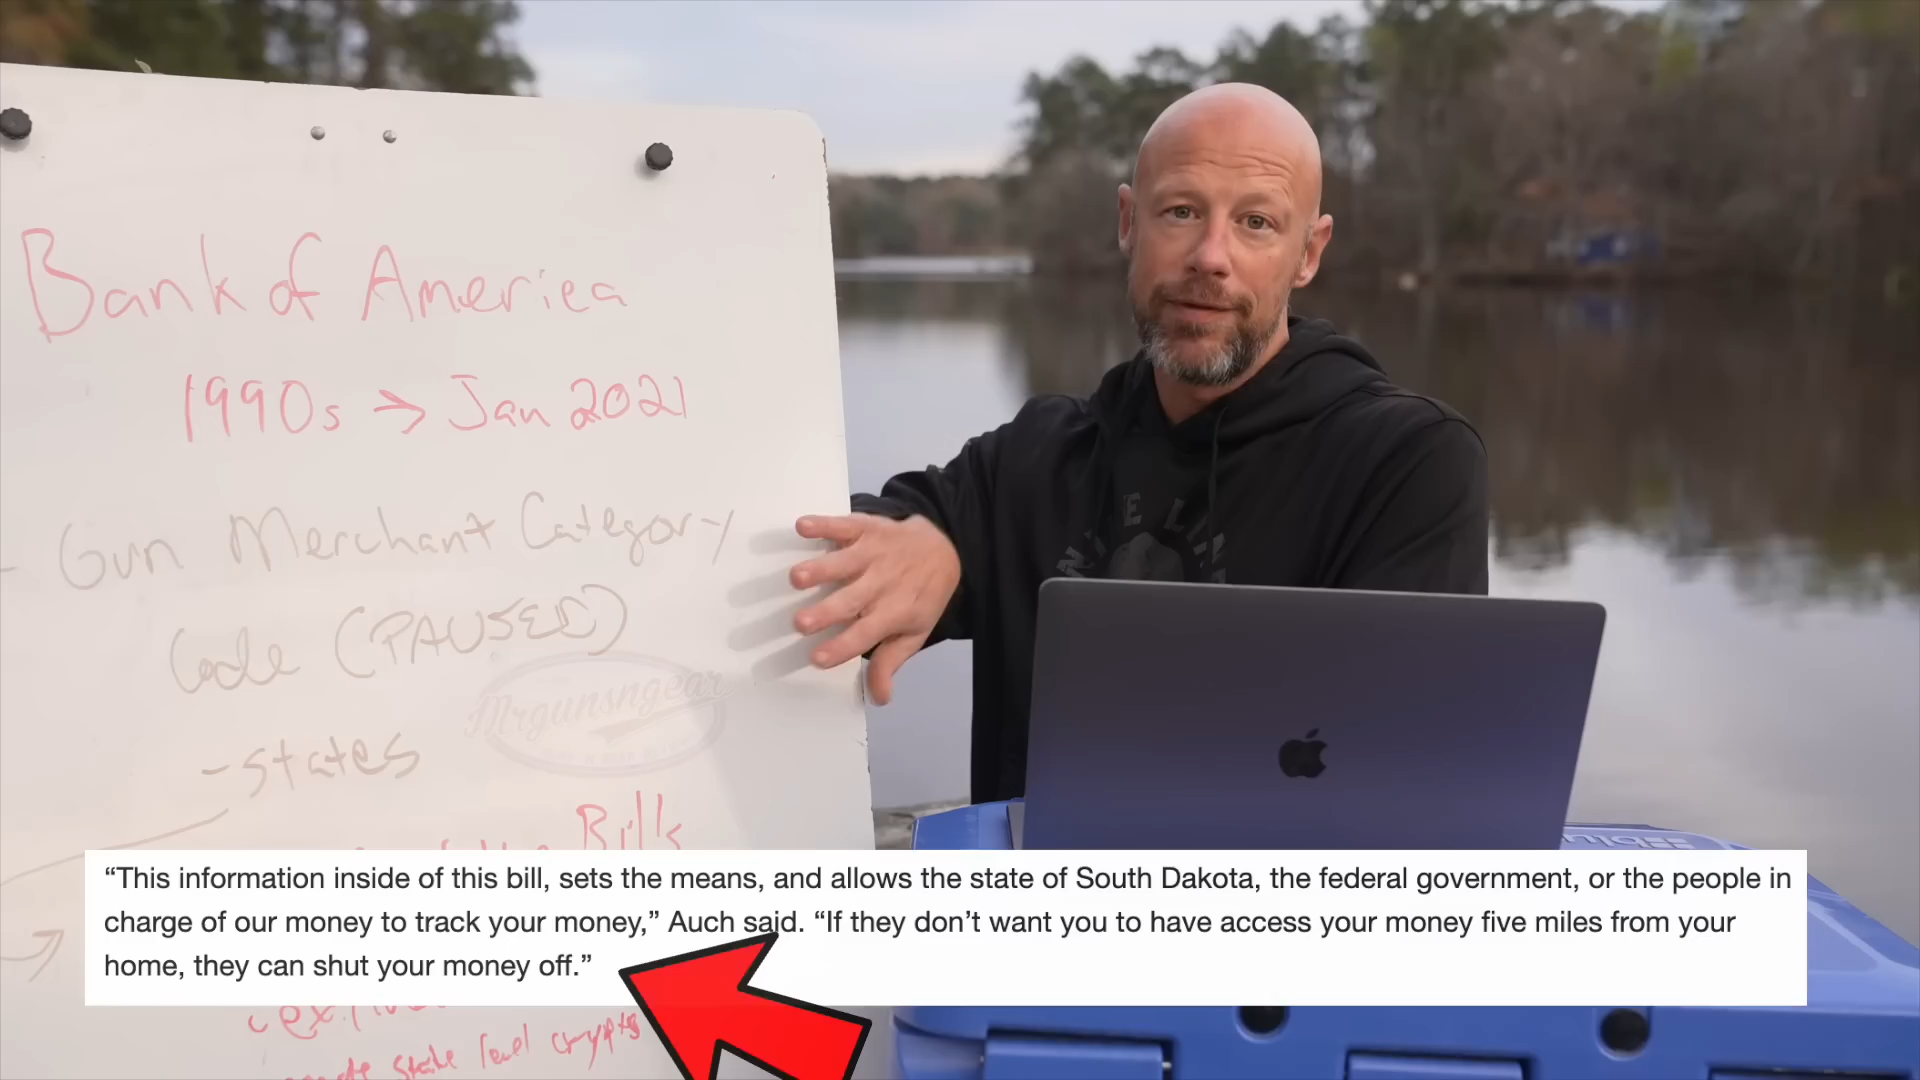 Bank of America
1990s → Jan 2021
- Gun Merchant Category
Code (PAUSED)
- states
Bills
Mrgunsngear
“This information inside of this bill, sets the means, and allows the state of South Dakota, the federal government, or the people in
charge of our money to track your money,” Auch said. “If they don’t want you to have access your money five miles from your
home, they can shut your money off.”
state level crypto